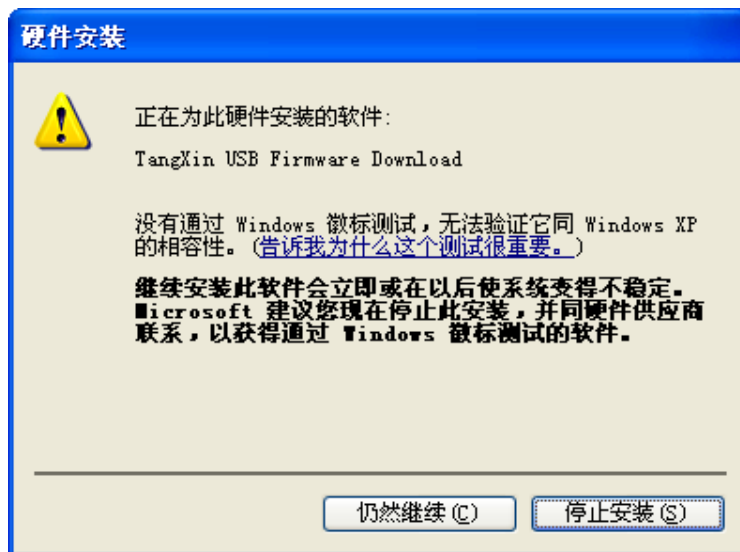 硬件安装
正在为此硬件安装的软件:
TangXin USB Firmware Download
没有通过 Windows 徽标测试，无法验证它同 Windows XP
的相容性。(告诉我为什么这个测试很重要。)
继续安装此软件会立即或在以后使系统变得不稳定。
Microsoft 建议您现在停止此安装，并同硬件供应商
联系，以获得通过 Windows 徽标测试的软件。
仍然继续(C)
停止安装(S)